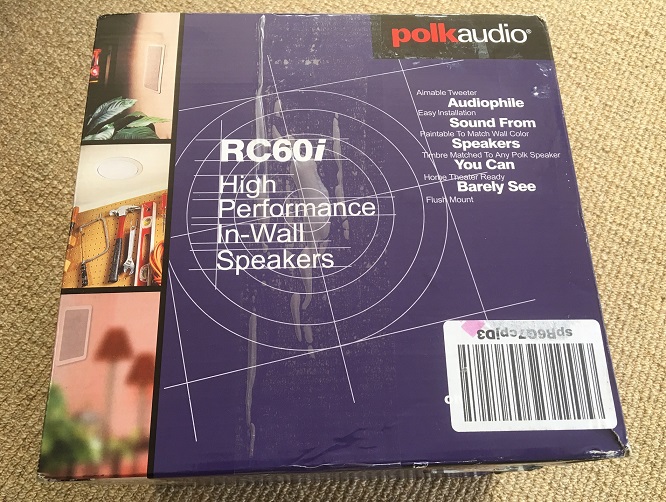 polkaudio®
Aimable Tweeter
Audiophile
Easy Installation
Sound From
Paintable To Match Wall Color
Speakers
Timbre Matched To Any Polk Speaker
You Can
Home Theater Ready
Barely See
Flush Mount
RC60i
High
Performance
In-Wall
Speakers
spR6G7cpiD3